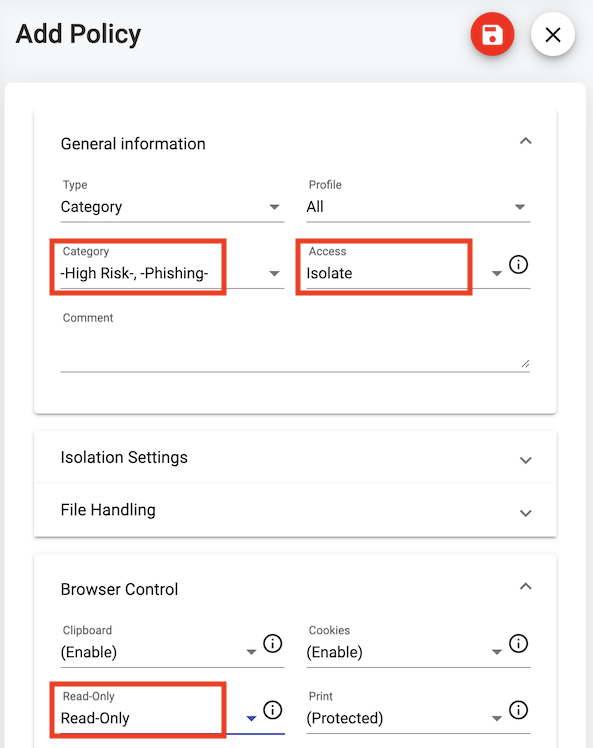 Add Policy
General information
Type
Profile
Category
All
Category
Access
-High Risk-, -Phishing-
Isolate
Comment
Isolation Settings
File Handling
Browser Control
Clipboard
Cookies
(Enable)
(Enable)
Read-Only
Print
Read-Only
(Protected)